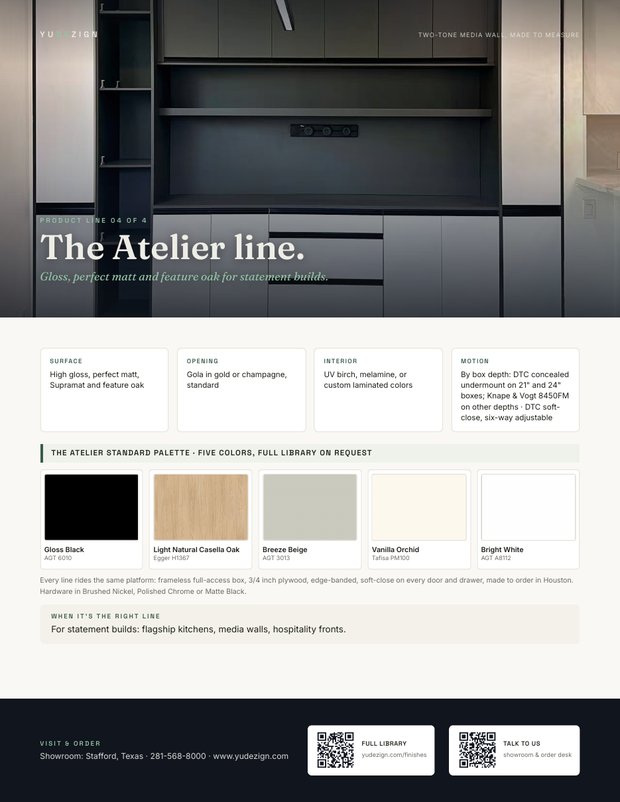 YUDEZIGN
TWO-TONE MEDIA WALL, MADE TO MEASURE
PRODUCT LINE 04 OF 4
The Atelier line.
Gloss, perfect matt and feature oak for statement builds.
SURFACE
High gloss, perfect matt,
Supramat and feature oak
OPENING
Gola in gold or champagne,
standard
INTERIOR
UV birch, melamine, or
custom laminated colors
MOTION
By box depth: DTC concealed
undermount on 21" and 24"
boxes; Knape & Vogt 8450FM
on other depths · DTC soft-
close, six-way adjustable
THE ATELIER STANDARD PALETTE · FIVE COLORS, FULL LIBRARY ON REQUEST
Gloss Black
AGT 6010
Light Natural Casella Oak
Egger H1367
Breeze Beige
AGT 3013
Vanilla Orchid
Tafisa PM100
Bright White
AGT A8112
Every line rides the same platform: frameless full-access box, 3/4 inch plywood, edge-banded, soft-close on every door and drawer, made to order in Houston.
Hardware in Brushed Nickel, Polished Chrome or Matte Black.
WHEN IT'S THE RIGHT LINE
For statement builds: flagship kitchens, media walls, hospitality fronts.
VISIT & ORDER
Showroom: Stafford, Texas · 281-568-8000 · www.yudezign.com
FULL LIBRARY
yudezign.com/finishes
TALK TO US
showroom & order desk